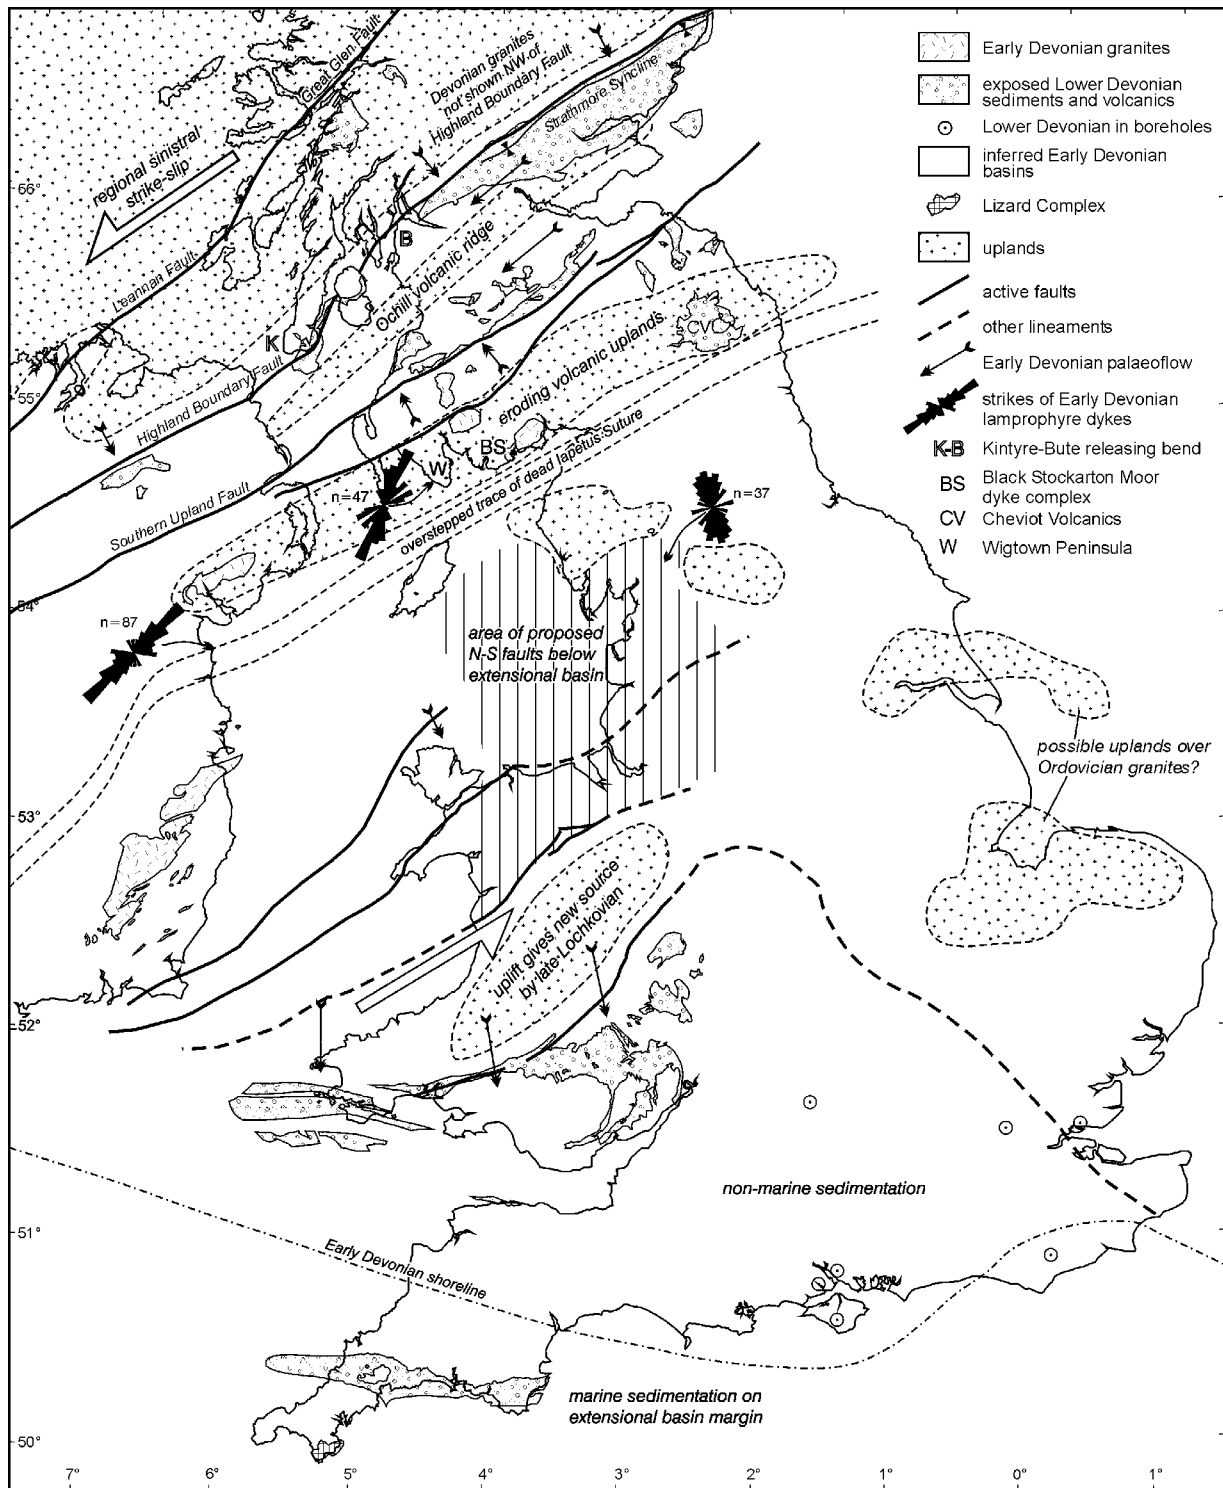 Great Glen Fault
Devonian granites
not shown NW of
Highland Boundary Fault
Strathmore Syncline
regional sinistral
strike-slip
56°
B
Leannan Fault
Ochill volcanic ridge
K
CV
eroding volcanic uplands
55°
Highland Boundary Fault
BS
W
n=47
n=37
Southern Upland Fault
overstepped trace of dead Iapetus Suture
54°
n=87
area of proposed
N-S faults below
extensional basin
possible uplands over
Ordovician granites?
53°
uplift gives new source
by late Lochkovian
52°
non-marine sedimentation
51°
Early Devonian shoreline
marine sedimentation on
extensional basin margin
50°
7° 6° 5° 4° 3° 2° 1° 0° 1°
Early Devonian granites
exposed Lower Devonian
sediments and volcanics
Lower Devonian in boreholes
inferred Early Devonian
basins
Lizard Complex
uplands
active faults
other lineaments
Early Devonian palaeoflow
strikes of Early Devonian
lamprophyre dykes
K-B Kintyre-Bute releasing bend
BS Black Stockarton Moor
dyke complex
CV Cheviot Volcanics
W Wigtown Peninsula